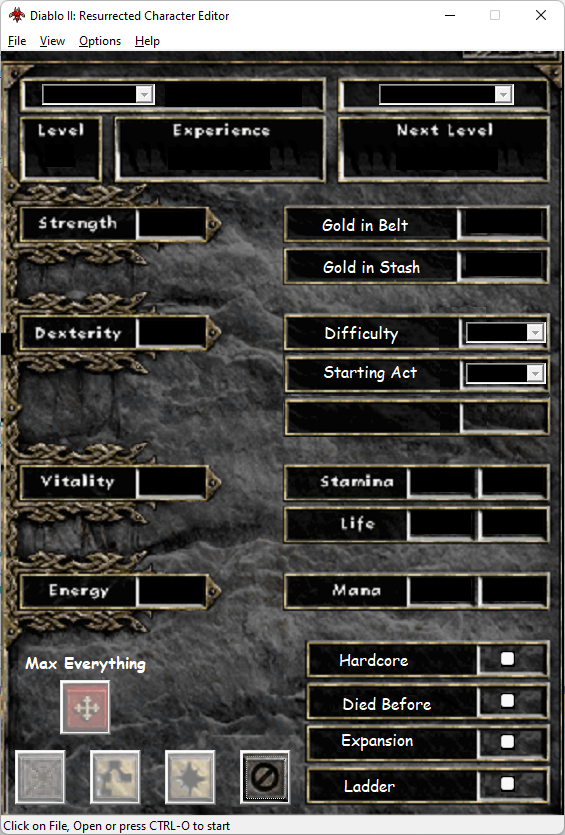 Diablo II: Resurrected Character Editor
File View Options Help
Level Experience Next Level
Strength Gold in Belt
Gold in Stash
Dexterity Difficulty
Starting Act
Vitality Stamina
Life
Energy Mana
Hardcore
Max Everything
Died Before
Expansion
Ladder
Click on File, Open or press CTRL-O to start